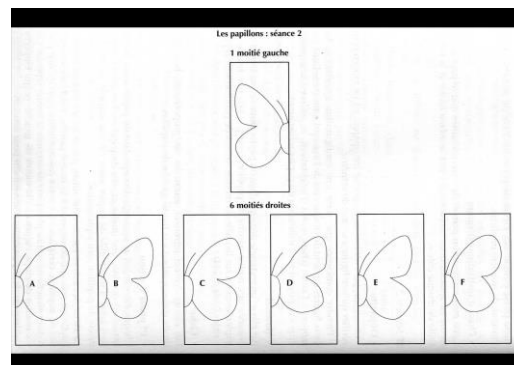 Les papillons : séance 2
1 moitié gauche
6 moitiés droites
A B C D E F